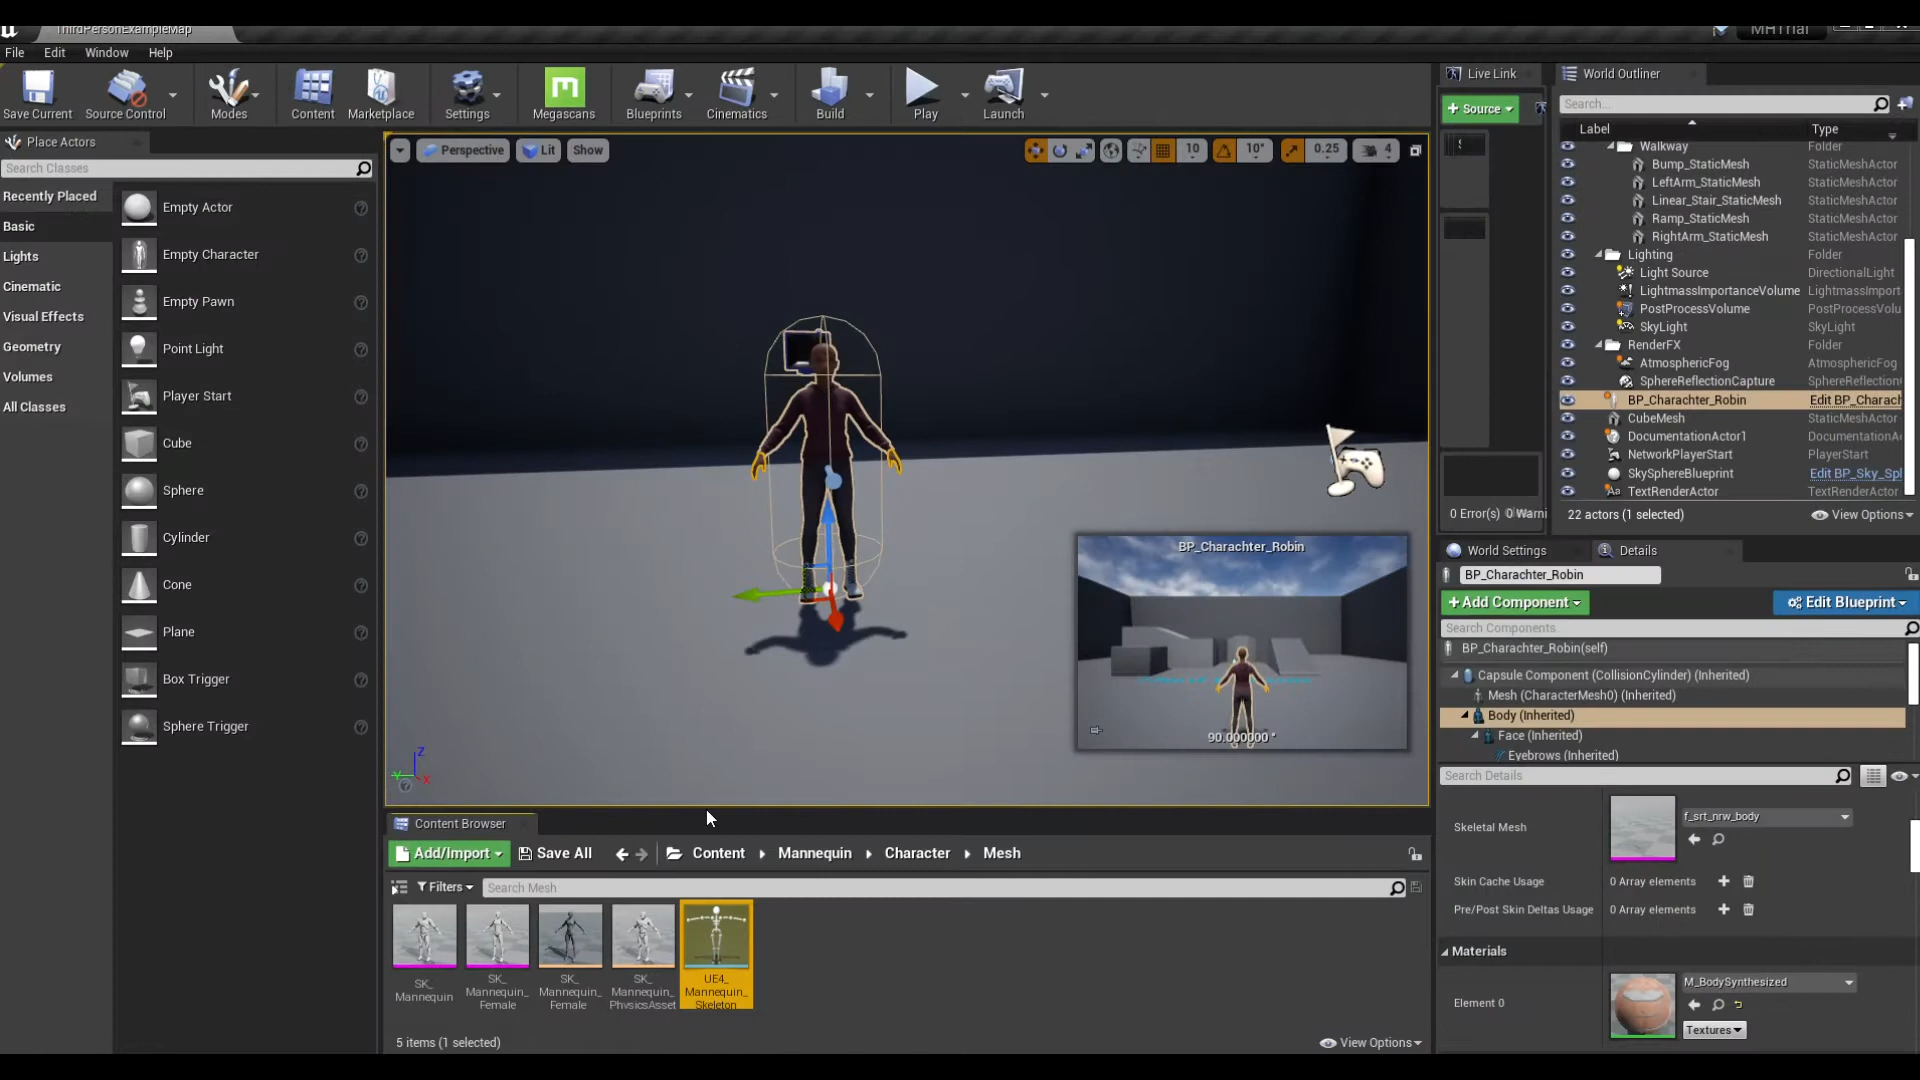 ThirdPersonExampleMap
MHTrial
File Edit Window Help
Save Current
Source Control
Modes
Content
Marketplace
Settings
Megascans
Blueprints
Cinematics
Build
Play
Launch
Place Actors
Search Classes
Recently Placed
Basic
Lights
Cinematic
Visual Effects
Geometry
Volumes
All Classes
Empty Actor
Empty Character
Empty Pawn
Point Light
Player Start
Cube
Sphere
Cylinder
Cone
Plane
Box Trigger
Sphere Trigger
Perspective Lit Show
10 10° 0.25 4
BP_Charachter_Robin
90.000000 °
Z
Y X
Content Browser
Add/Import Save All Content Mannequin Character Mesh
Filters Search Mesh
SK_
Mannequin
SK_
Mannequin_
Female
SK_
Mannequin_
Female
SK_
Mannequin_
PhysicsAsset
UE4_
Mannequin_
Skeleton
5 items (1 selected)
View Options
Live Link
+ Source
0 Error(s)
World Outliner
Search...
Label Type
Walkway Folder
Bump_StaticMesh StaticMeshActor
LeftArm_StaticMesh StaticMeshActor
Linear_Stair_StaticMesh StaticMeshActor
Ramp_StaticMesh StaticMeshActor
RightArm_StaticMesh StaticMeshActor
Lighting Folder
Light Source DirectionalLight
LightmassImportanceVolume LightmassImport
PostProcessVolume PostProcessVolu
SkyLight SkyLight
RenderFX Folder
AtmosphericFog AtmosphericFog
SphereReflectionCapture SphereReflection
BP_Charachter_Robin Edit BP_Charach
CubeMesh StaticMeshActor
DocumentationActor1 DocumentationA
NetworkPlayerStart PlayerStart
SkySphereBlueprint Edit BP_Sky_Sp
TextRenderActor TextRenderActor
22 actors (1 selected)
View Options
World Settings
Details
BP_Charachter_Robin
+ Add Component
Edit Blueprint
Search Components
BP_Charachter_Robin(self)
Capsule Component (CollisionCylinder) (Inherited)
Mesh (CharacterMesh0) (Inherited)
Body (Inherited)
Face (Inherited)
Eyebrows (Inherited)
Search Details
Skeletal Mesh
f_srt_nrw_body
Skin Cache Usage 0 Array elements
Pre/Post Skin Deltas Usage 0 Array elements
Materials
Element 0
M_BodySynthesized
Textures